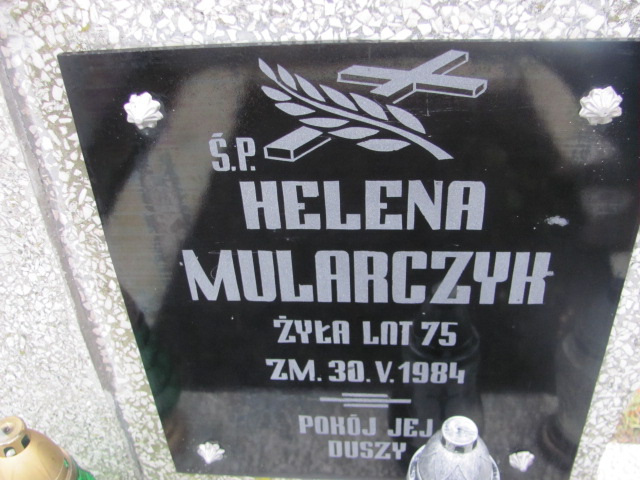 Ś.P.
HELENA
MULARCZYK
ŻYŁA LAT 75
ZM. 30.V.1984
POKÓJ JEJ
DUSZY